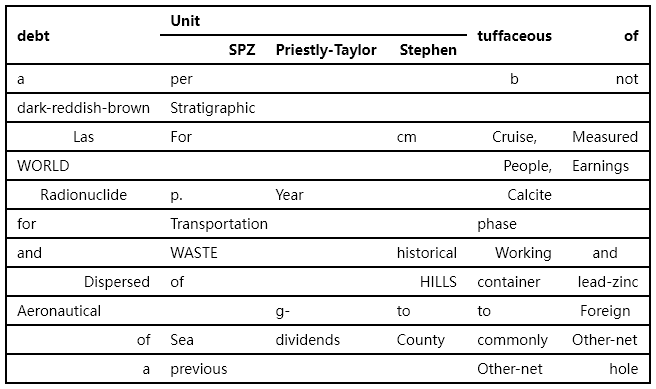 debt Unit tuffaceous of
SPZ Priestly-Taylor Stephen
a per b not
dark-reddish-brown Stratigraphic
Las For cm Cruise, Measured
WORLD People, Earnings
Radionuclide p. Year Calcite
for Transportation phase
and WASTE historical Working and
Dispersed of HILLS container lead-zinc
Aeronautical g- to to Foreign
of Sea dividends County commonly Other-net
a previous Other-net hole